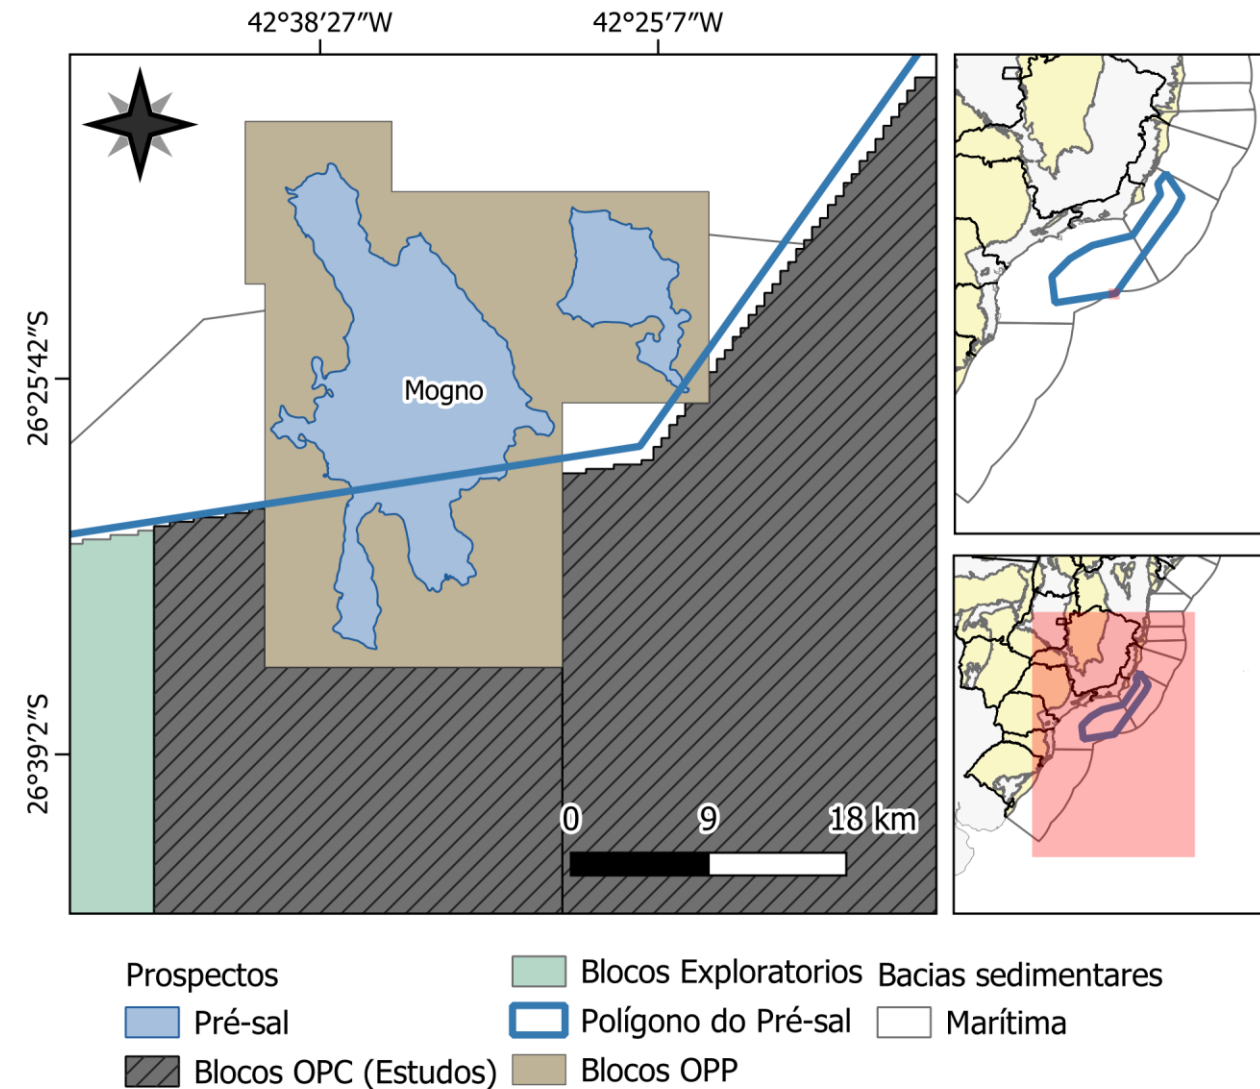 42°38′27″W 42°25′7″W
26°25′42″S
Mogno
26°39′2″S
0 9 18 km
Prospectos
Pré-sal
Blocos OPC (Estudos)
Blocos Exploratorios
Polígono do Pré-sal
Blocos OPP
Bacias sedimentares
Marítima